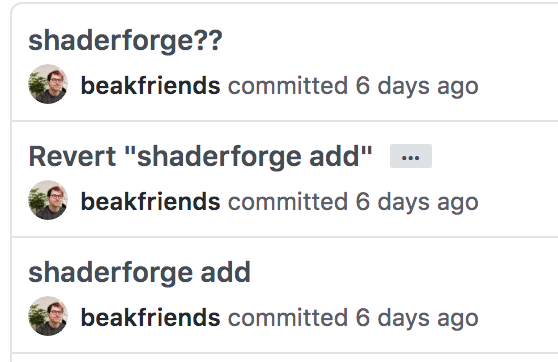 shaderforge??
beakfriends committed 6 days ago
Revert "shaderforge add" ...
beakfriends committed 6 days ago
shaderforge add
beakfriends committed 6 days ago